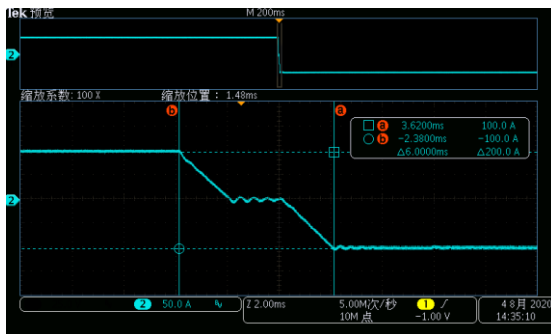 Tek 预览
M 200ms
2
缩放系数: 100 X
缩放位置： 1.48ms
b
a
a 3.6200ms 100.0 A
b −2.3800ms −100.0 A
△6.0000ms △200.0 A
2
2 50.0 A
Z 2.00ms
5.00M次/秒
10M 点
1
−1.00 V
4 8月 2020
14:35:10